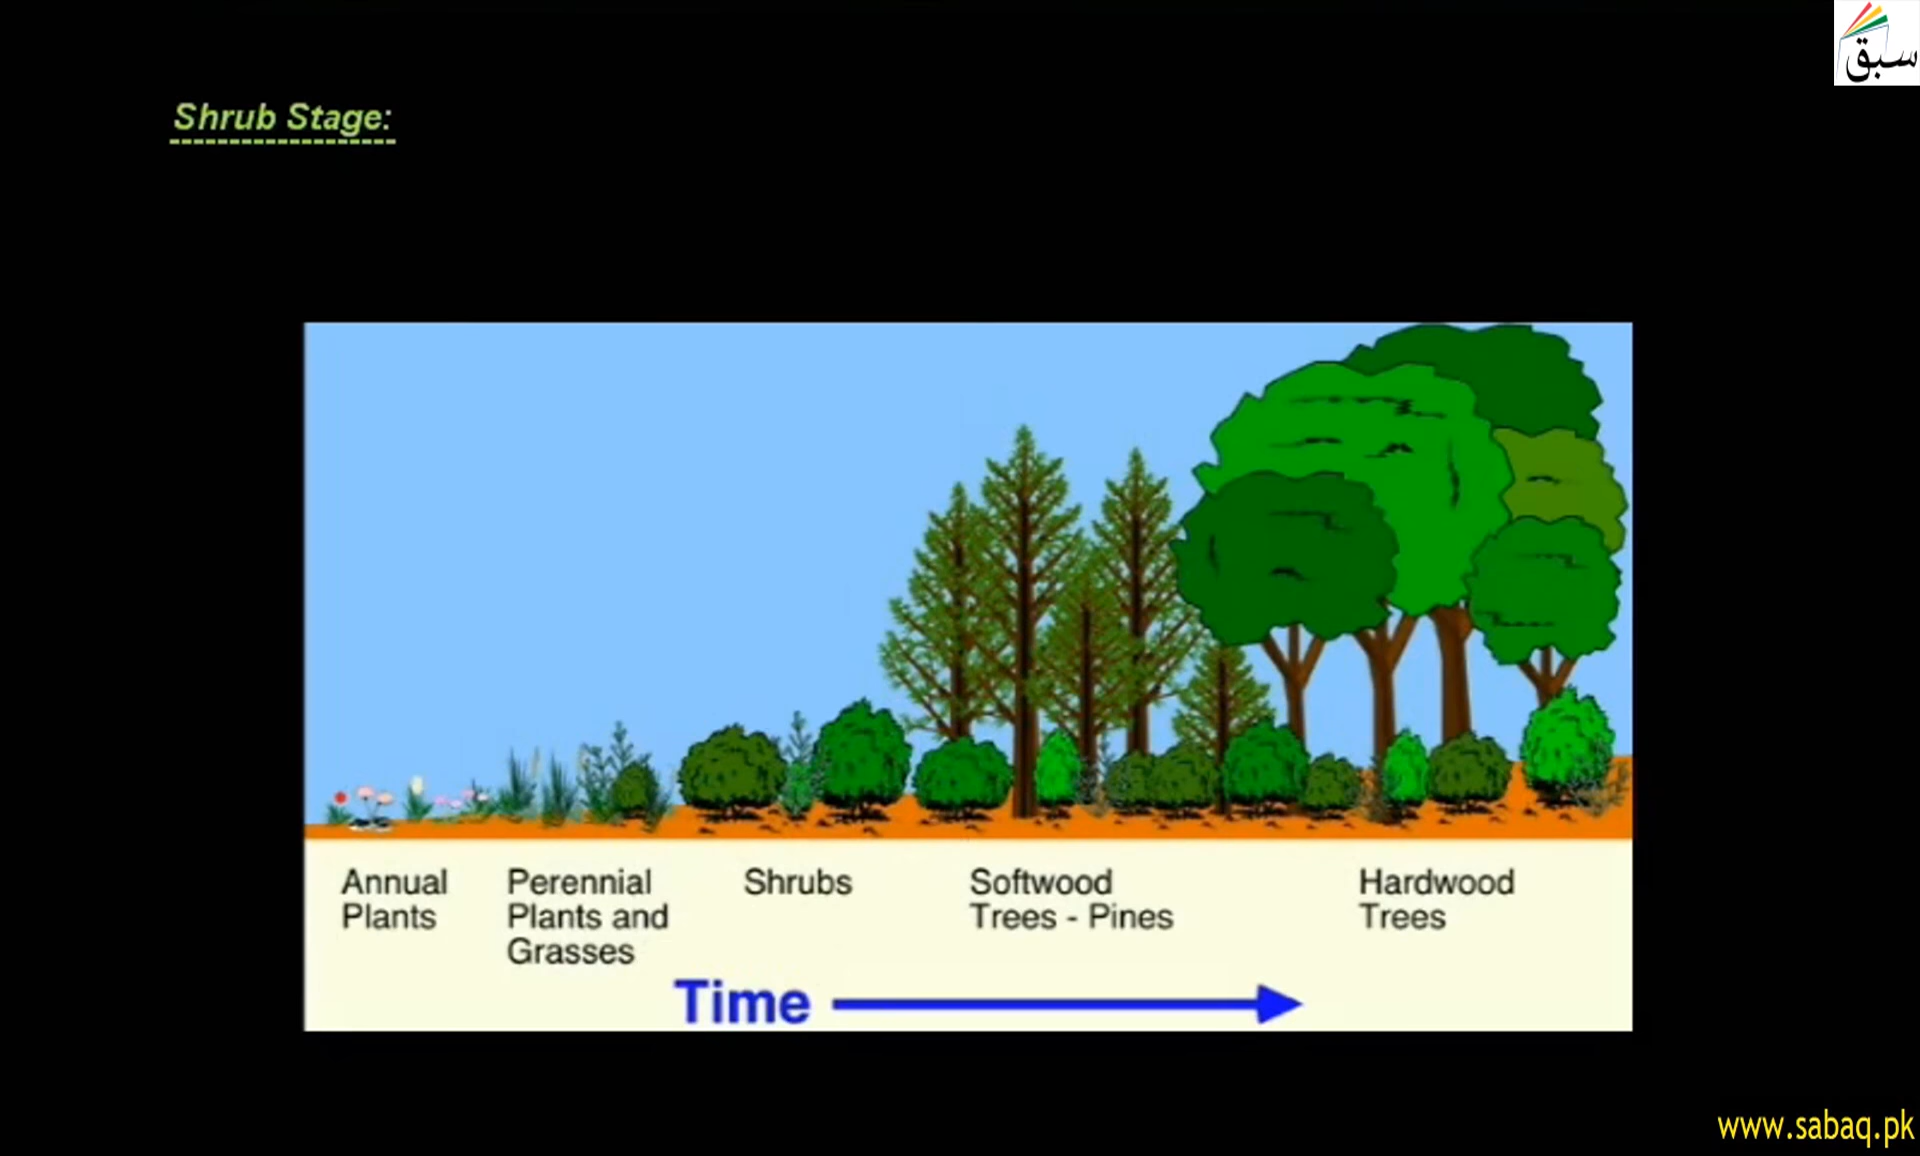 سبق
Shrub Stage:
Annual
Plants
Perennial
Plants and
Grasses
Shrubs
Softwood
Trees - Pines
Hardwood
Trees
Time
www.sabaq.pk